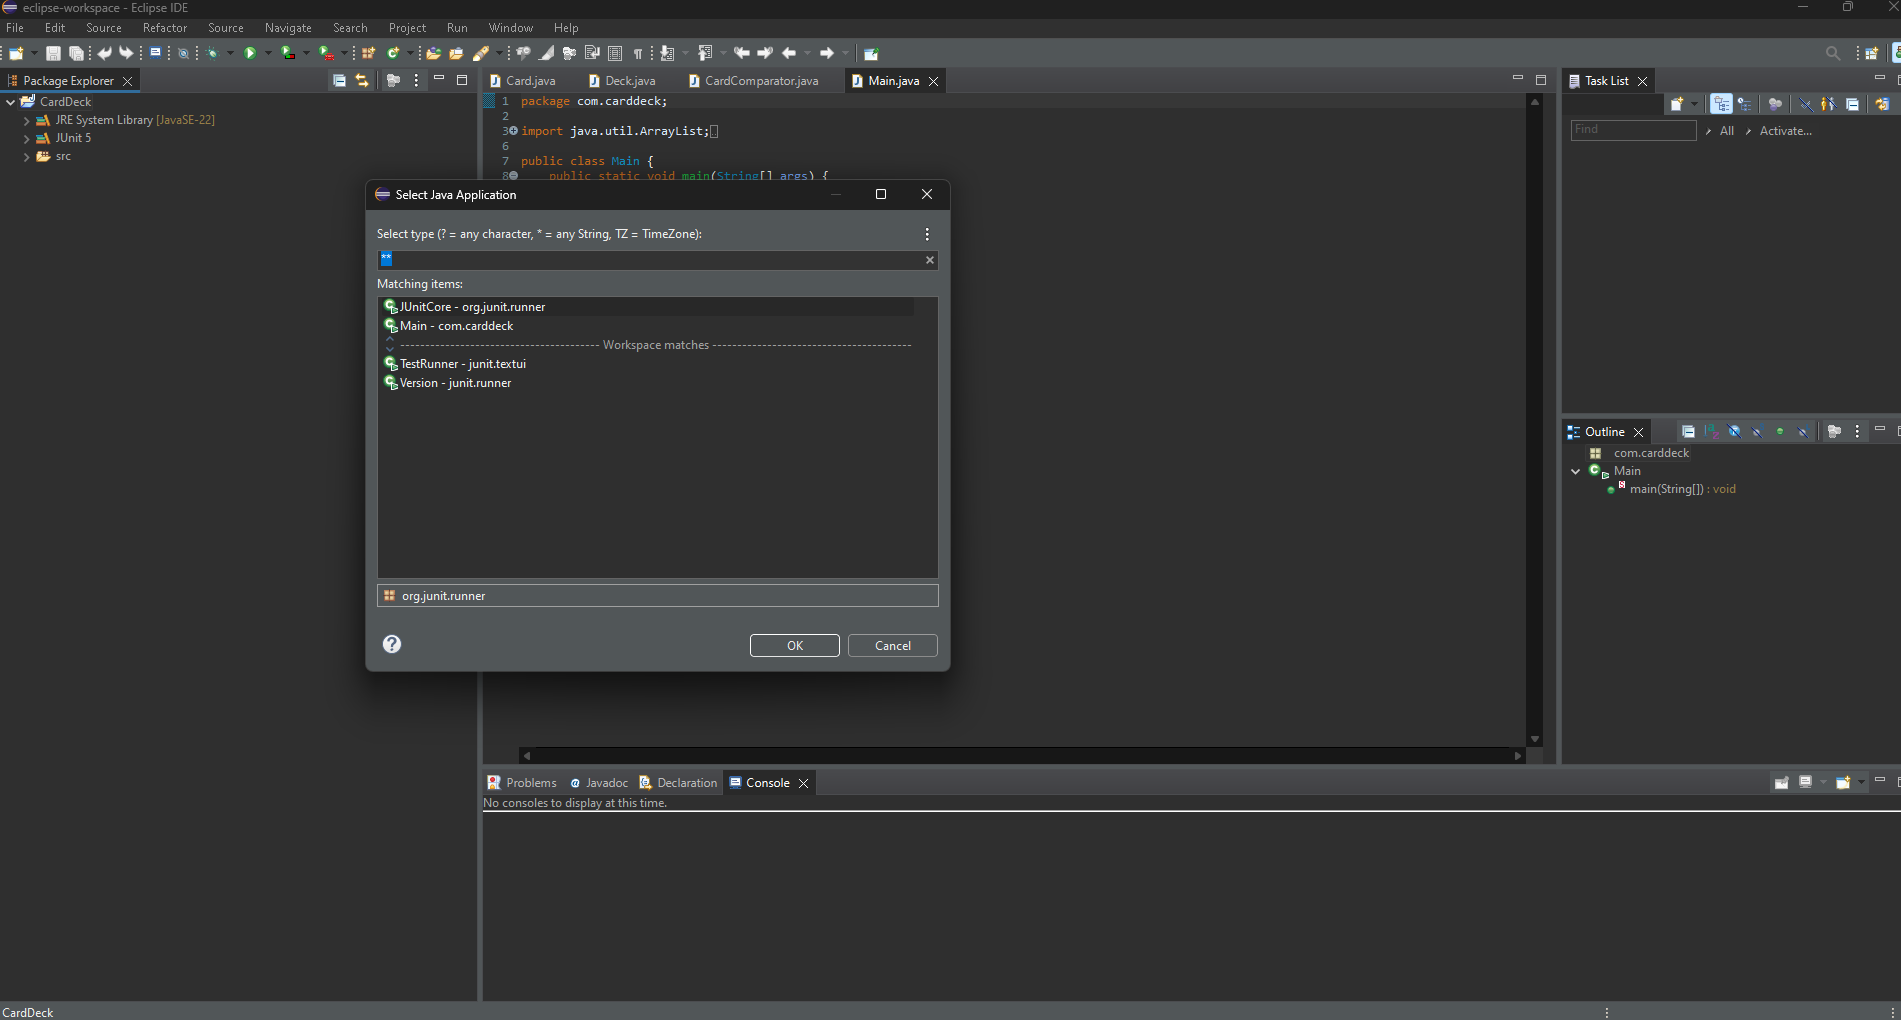 eclipse-workspace - Eclipse IDE
File Edit Source Refactor Source Navigate Search Project Run Window Help
Package Explorer
CardDeck
JRE System Library [JavaSE-22]
JUnit 5
src
Card.java Deck.java CardComparator.java Main.java
1 package com.carddeck;
2
3 import java.util.ArrayList;
6
7 public class Main {
8 public static void main(String[] args) {
Select Java Application
Select type (? = any character, * = any String, TZ = TimeZone):
**
Matching items:
JUnitCore - org.junit.runner
Main - com.carddeck
Workspace matches
TestRunner - junit.textui
Version - junit.runner
org.junit.runner
OK Cancel
Task List
Find All Activate...
Outline
com.carddeck
Main
main(String[]) : void
Problems Javadoc Declaration Console
No consoles to display at this time.
CardDeck